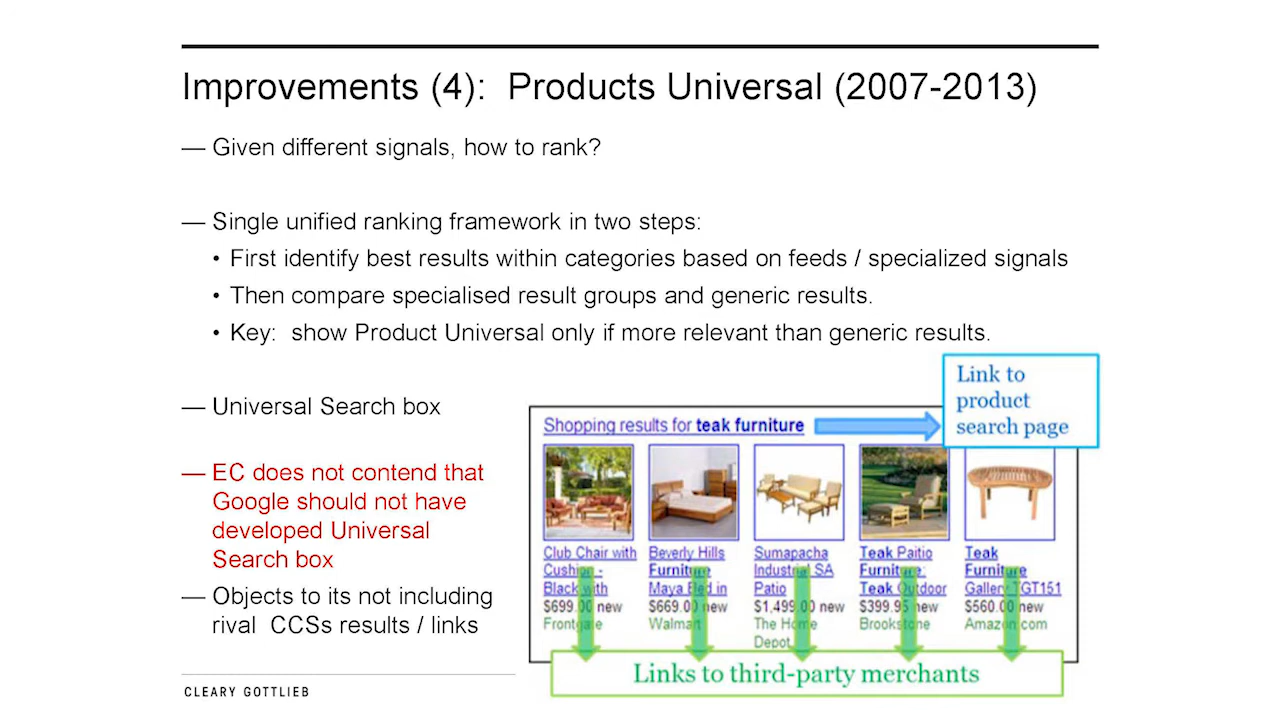 Improvements (4): Products Universal (2007-2013)
— Given different signals, how to rank?
— Single unified ranking framework in two steps:
• First identify best results within categories based on feeds / specialized signals
• Then compare specialised result groups and generic results.
• Key: show Product Universal only if more relevant than generic results.
— Universal Search box
— EC does not contend that
Google should not have
developed Universal
Search box
— Objects to its not including
rival CCSs results / links
Shopping results for teak furniture
Link to
product
search page
Club Chair with
Cushion -
Black with
$699.00 new
Frontgate
Beverly Hills
Furniture
Maya Bed in
$669.00 new
Walmart
Sumapacha
Industrial SA
Patio
$1,499.00 new
The Home
Depot
Teak Paitio
Furniture:
Teak Outdoor
$399.95 new
Brookstone
Teak
Furniture
Gallery TGT151
$560.00 new
Amazon.com
Links to third-party merchants
CLEARY GOTTLIEB